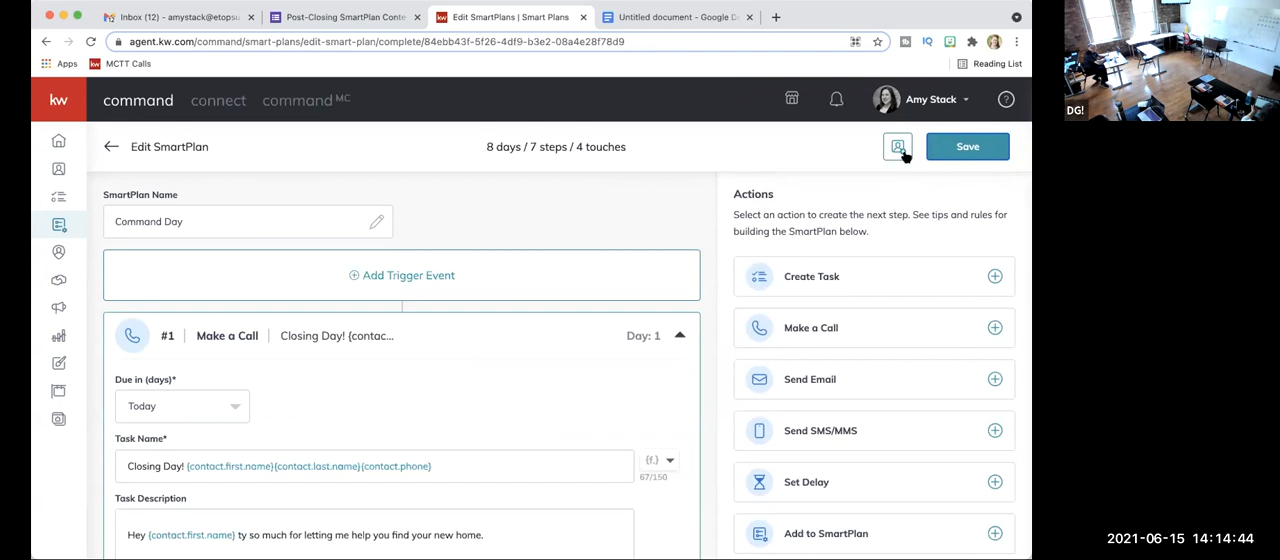 Inbox (12) - amystack@etopsu
Post-Closing SmartPlan Conte
Edit SmartPlans | Smart Plans
Untitled document - Google D
agent.kw.com/command/smart-plans/edit-smart-plan/complete/84ebb43f-5f26-4df9-b3e2-08a4e28f78d9
Apps
MCTT Calls
Reading List
kw
command
connect
command MC
Amy Stack
Edit SmartPlan
8 days / 7 steps / 4 touches
Save
SmartPlan Name
Command Day
Add Trigger Event
#1
Make a Call
Closing Day! {contac...
Day: 1
Due in (days)*
Today
Task Name*
Closing Day! {contact.first.name}{contact.last.name}{contact.phone}
{f,}
67/150
Task Description
Hey {contact.first.name} ty so much for letting me help you find your new home.
Actions
Select an action to create the next step. See tips and rules for
building the SmartPlan below.
Create Task
Make a Call
Send Email
Send SMS/MMS
Set Delay
Add to SmartPlan
DG!
2021-06-15 14:14:44